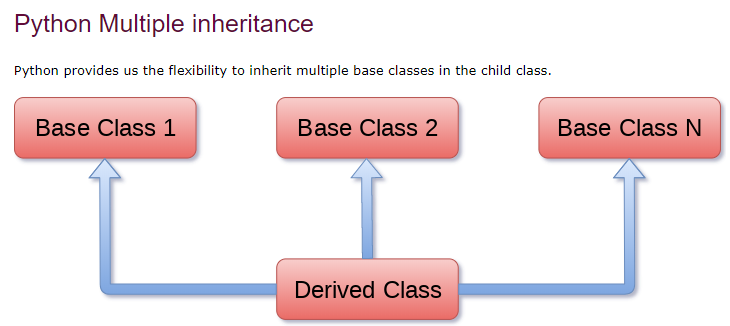 Python Multiple inheritance
Python provides us the flexibility to inherit multiple base classes in the child class.
Base Class 1
Base Class 2
Base Class N
Derived Class